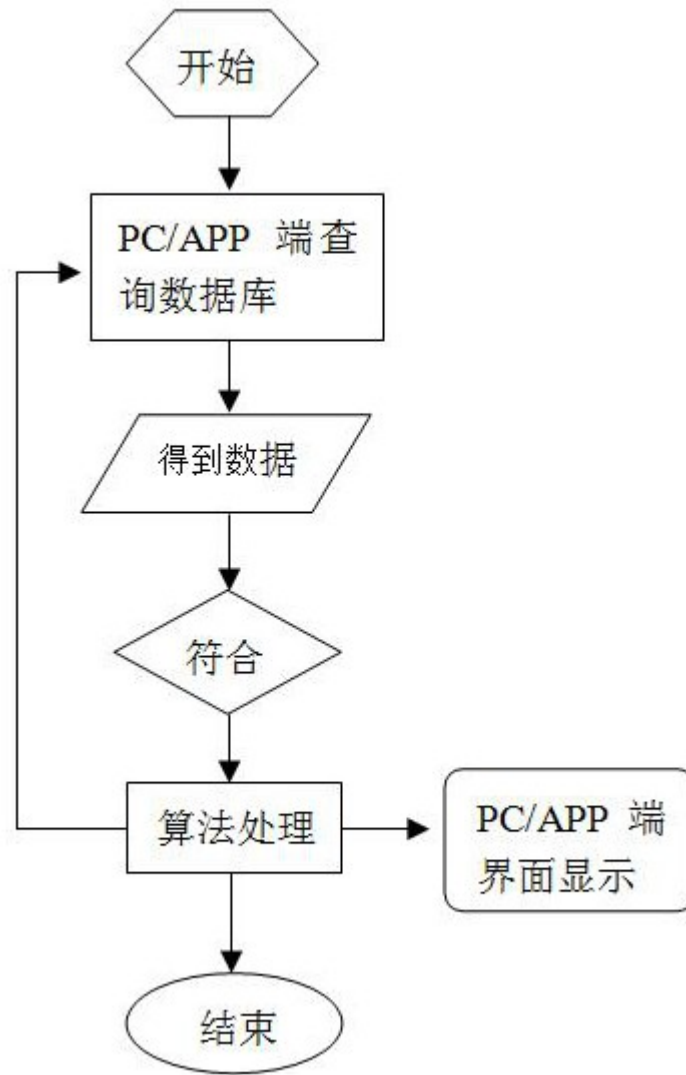 开始
PC/APP 端查
询数据库
得到数据
符合
算法处理
PC/APP 端
界面显示
结束